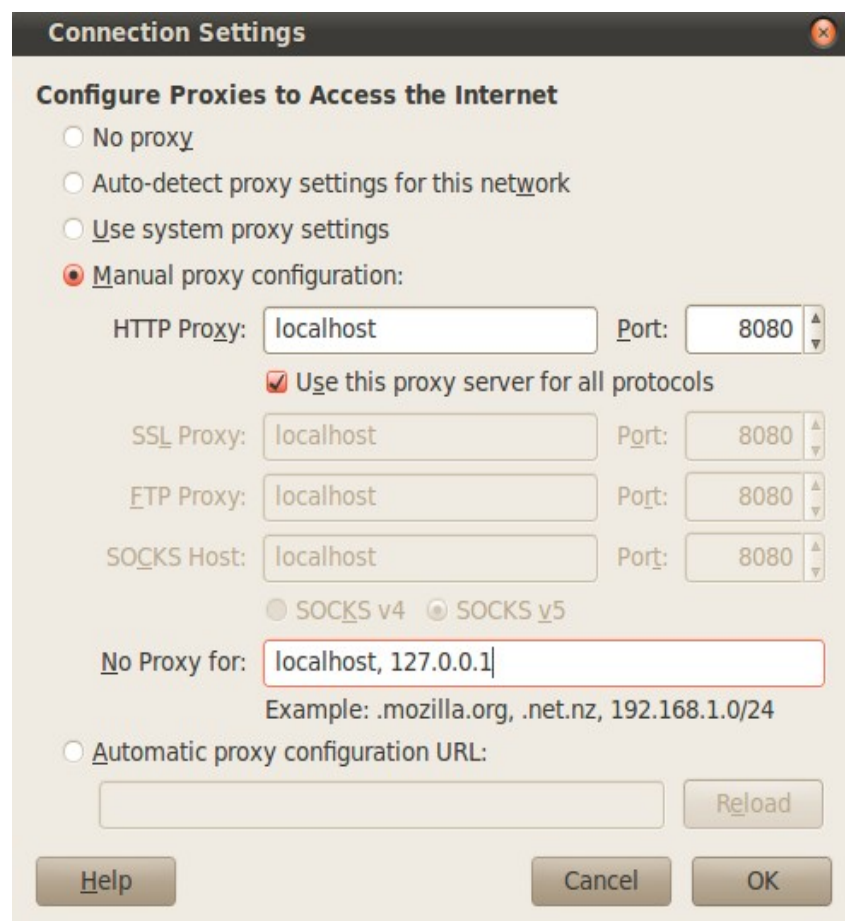 Connection Settings
Configure Proxies to Access the Internet
No proxy
Auto-detect proxy settings for this network
Use system proxy settings
Manual proxy configuration:
HTTP Proxy: localhost Port: 8080
Use this proxy server for all protocols
SSL Proxy: localhost Port: 8080
FTP Proxy: localhost Port: 8080
SOCKS Host: localhost Port: 8080
SOCKS v4 SOCKS v5
No Proxy for: localhost, 127.0.0.1
Example: .mozilla.org, .net.nz, 192.168.1.0/24
Automatic proxy configuration URL:
Reload
Help Cancel OK